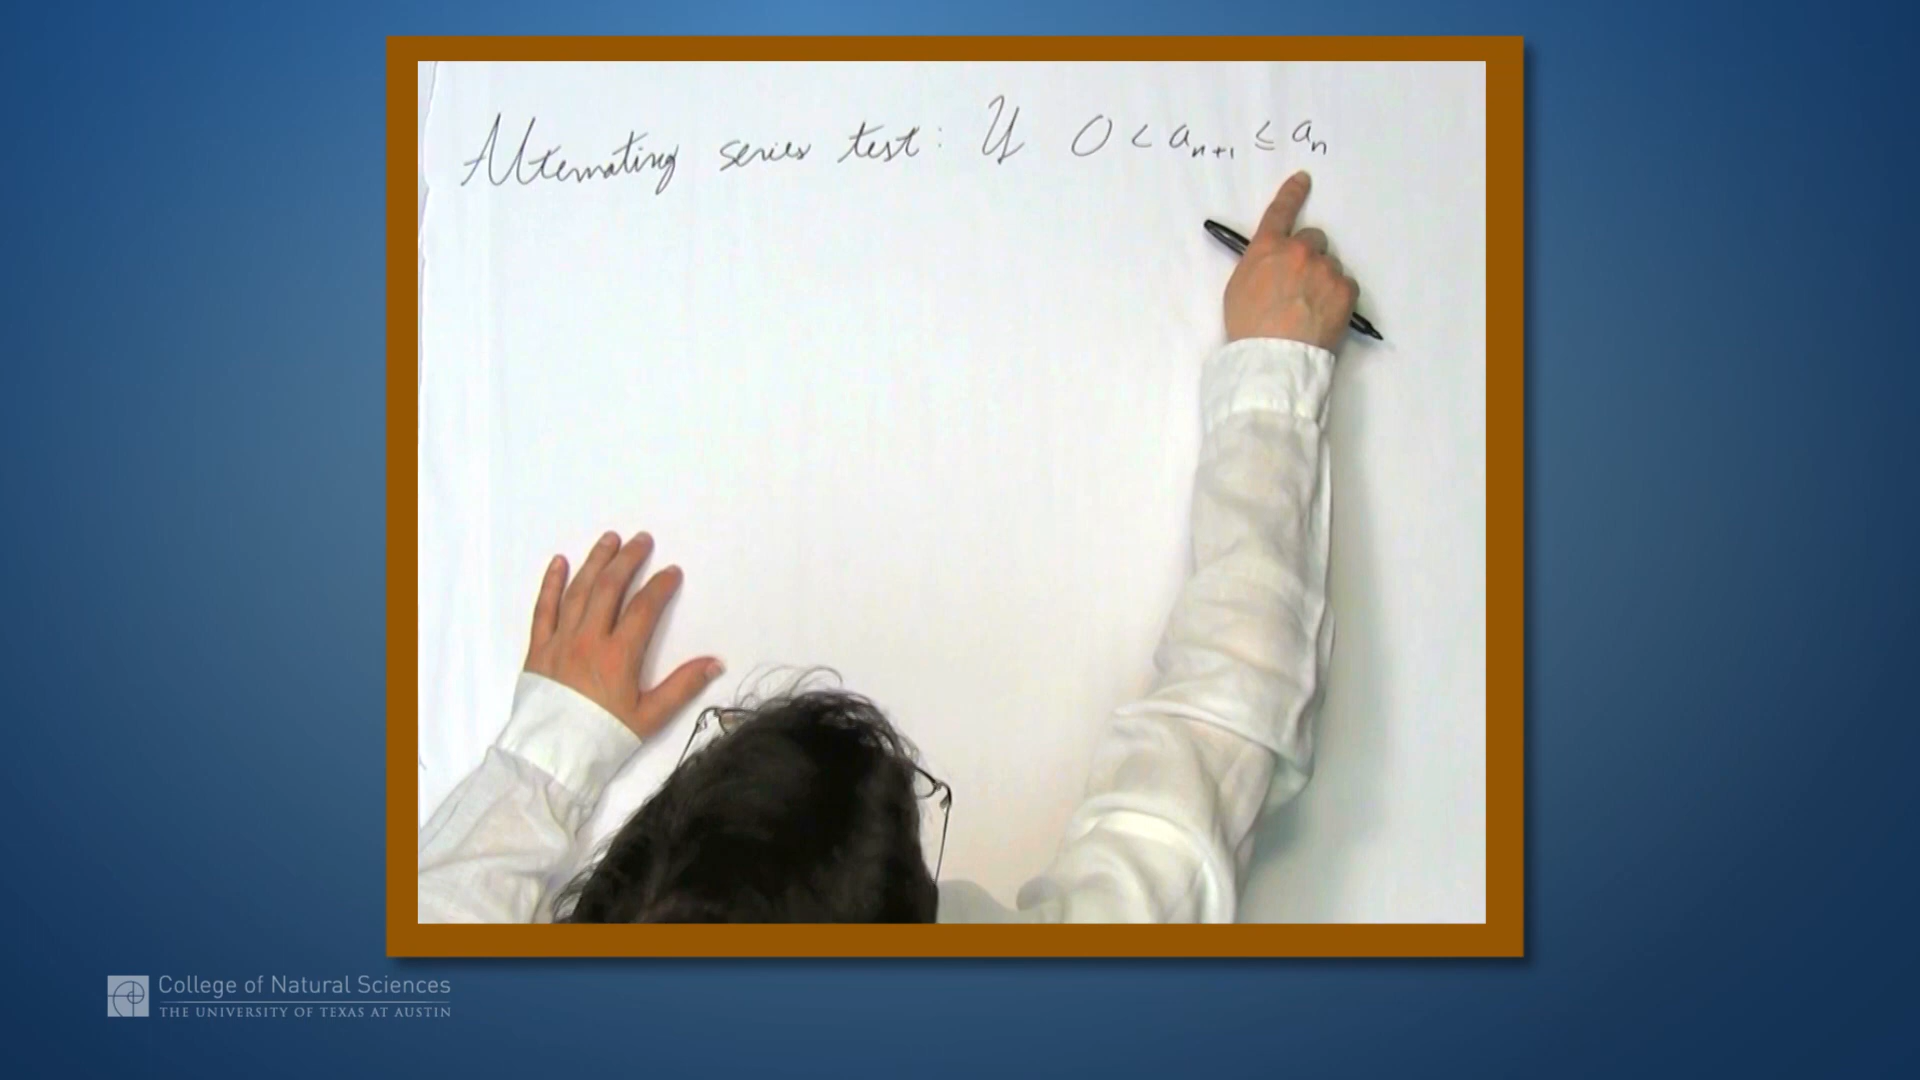 Alternating series test: If 0 < aₙ₊₁ ≤ aₙ
College of Natural Sciences
THE UNIVERSITY OF TEXAS AT AUSTIN